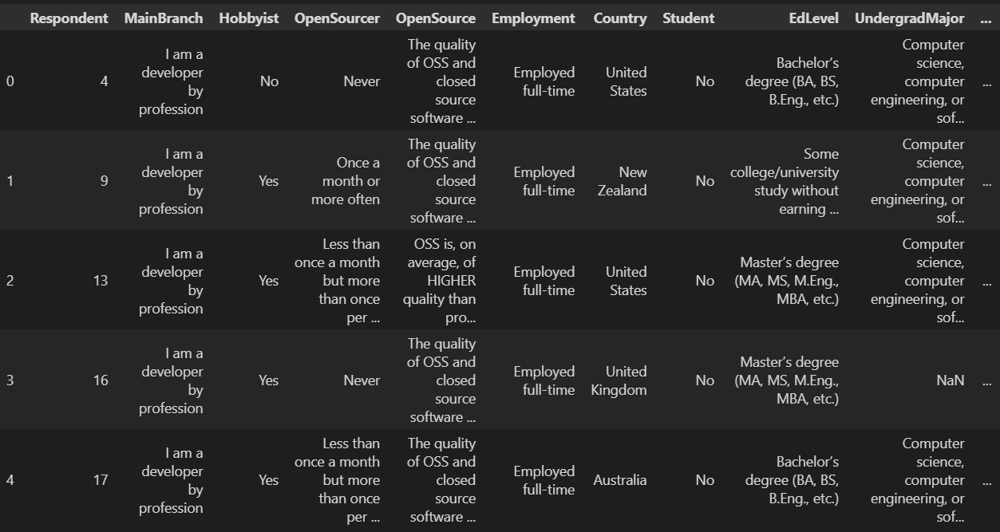 Respondent MainBranch Hobbyist OpenSourcer OpenSource Employment Country Student EdLevel UndergradMajor ...
0 4 I am a developer by profession No Never The quality of OSS and closed source software ... Employed full-time United States No Bachelor’s degree (BA, BS, B.Eng., etc.) Computer science, computer engineering, or sof... ...
1 9 I am a developer by profession Yes Once a month or more often The quality of OSS and closed source software ... Employed full-time New Zealand No Some college/university study without earning ... Computer science, computer engineering, or sof... ...
2 13 I am a developer by profession Yes Less than once a month but more than once per ... OSS is, on average, of HIGHER quality than pro... Employed full-time United States No Master’s degree (MA, MS, M.Eng., MBA, etc.) Computer science, computer engineering, or sof... ...
3 16 I am a developer by profession Yes Never The quality of OSS and closed source software ... Employed full-time United Kingdom No Master’s degree (MA, MS, M.Eng., MBA, etc.) NaN ...
4 17 I am a developer by profession Yes Less than once a month but more than once per ... The quality of OSS and closed source software ... Employed full-time Australia No Bachelor’s degree (BA, BS, B.Eng., etc.) Computer science, computer engineering, or sof... ...